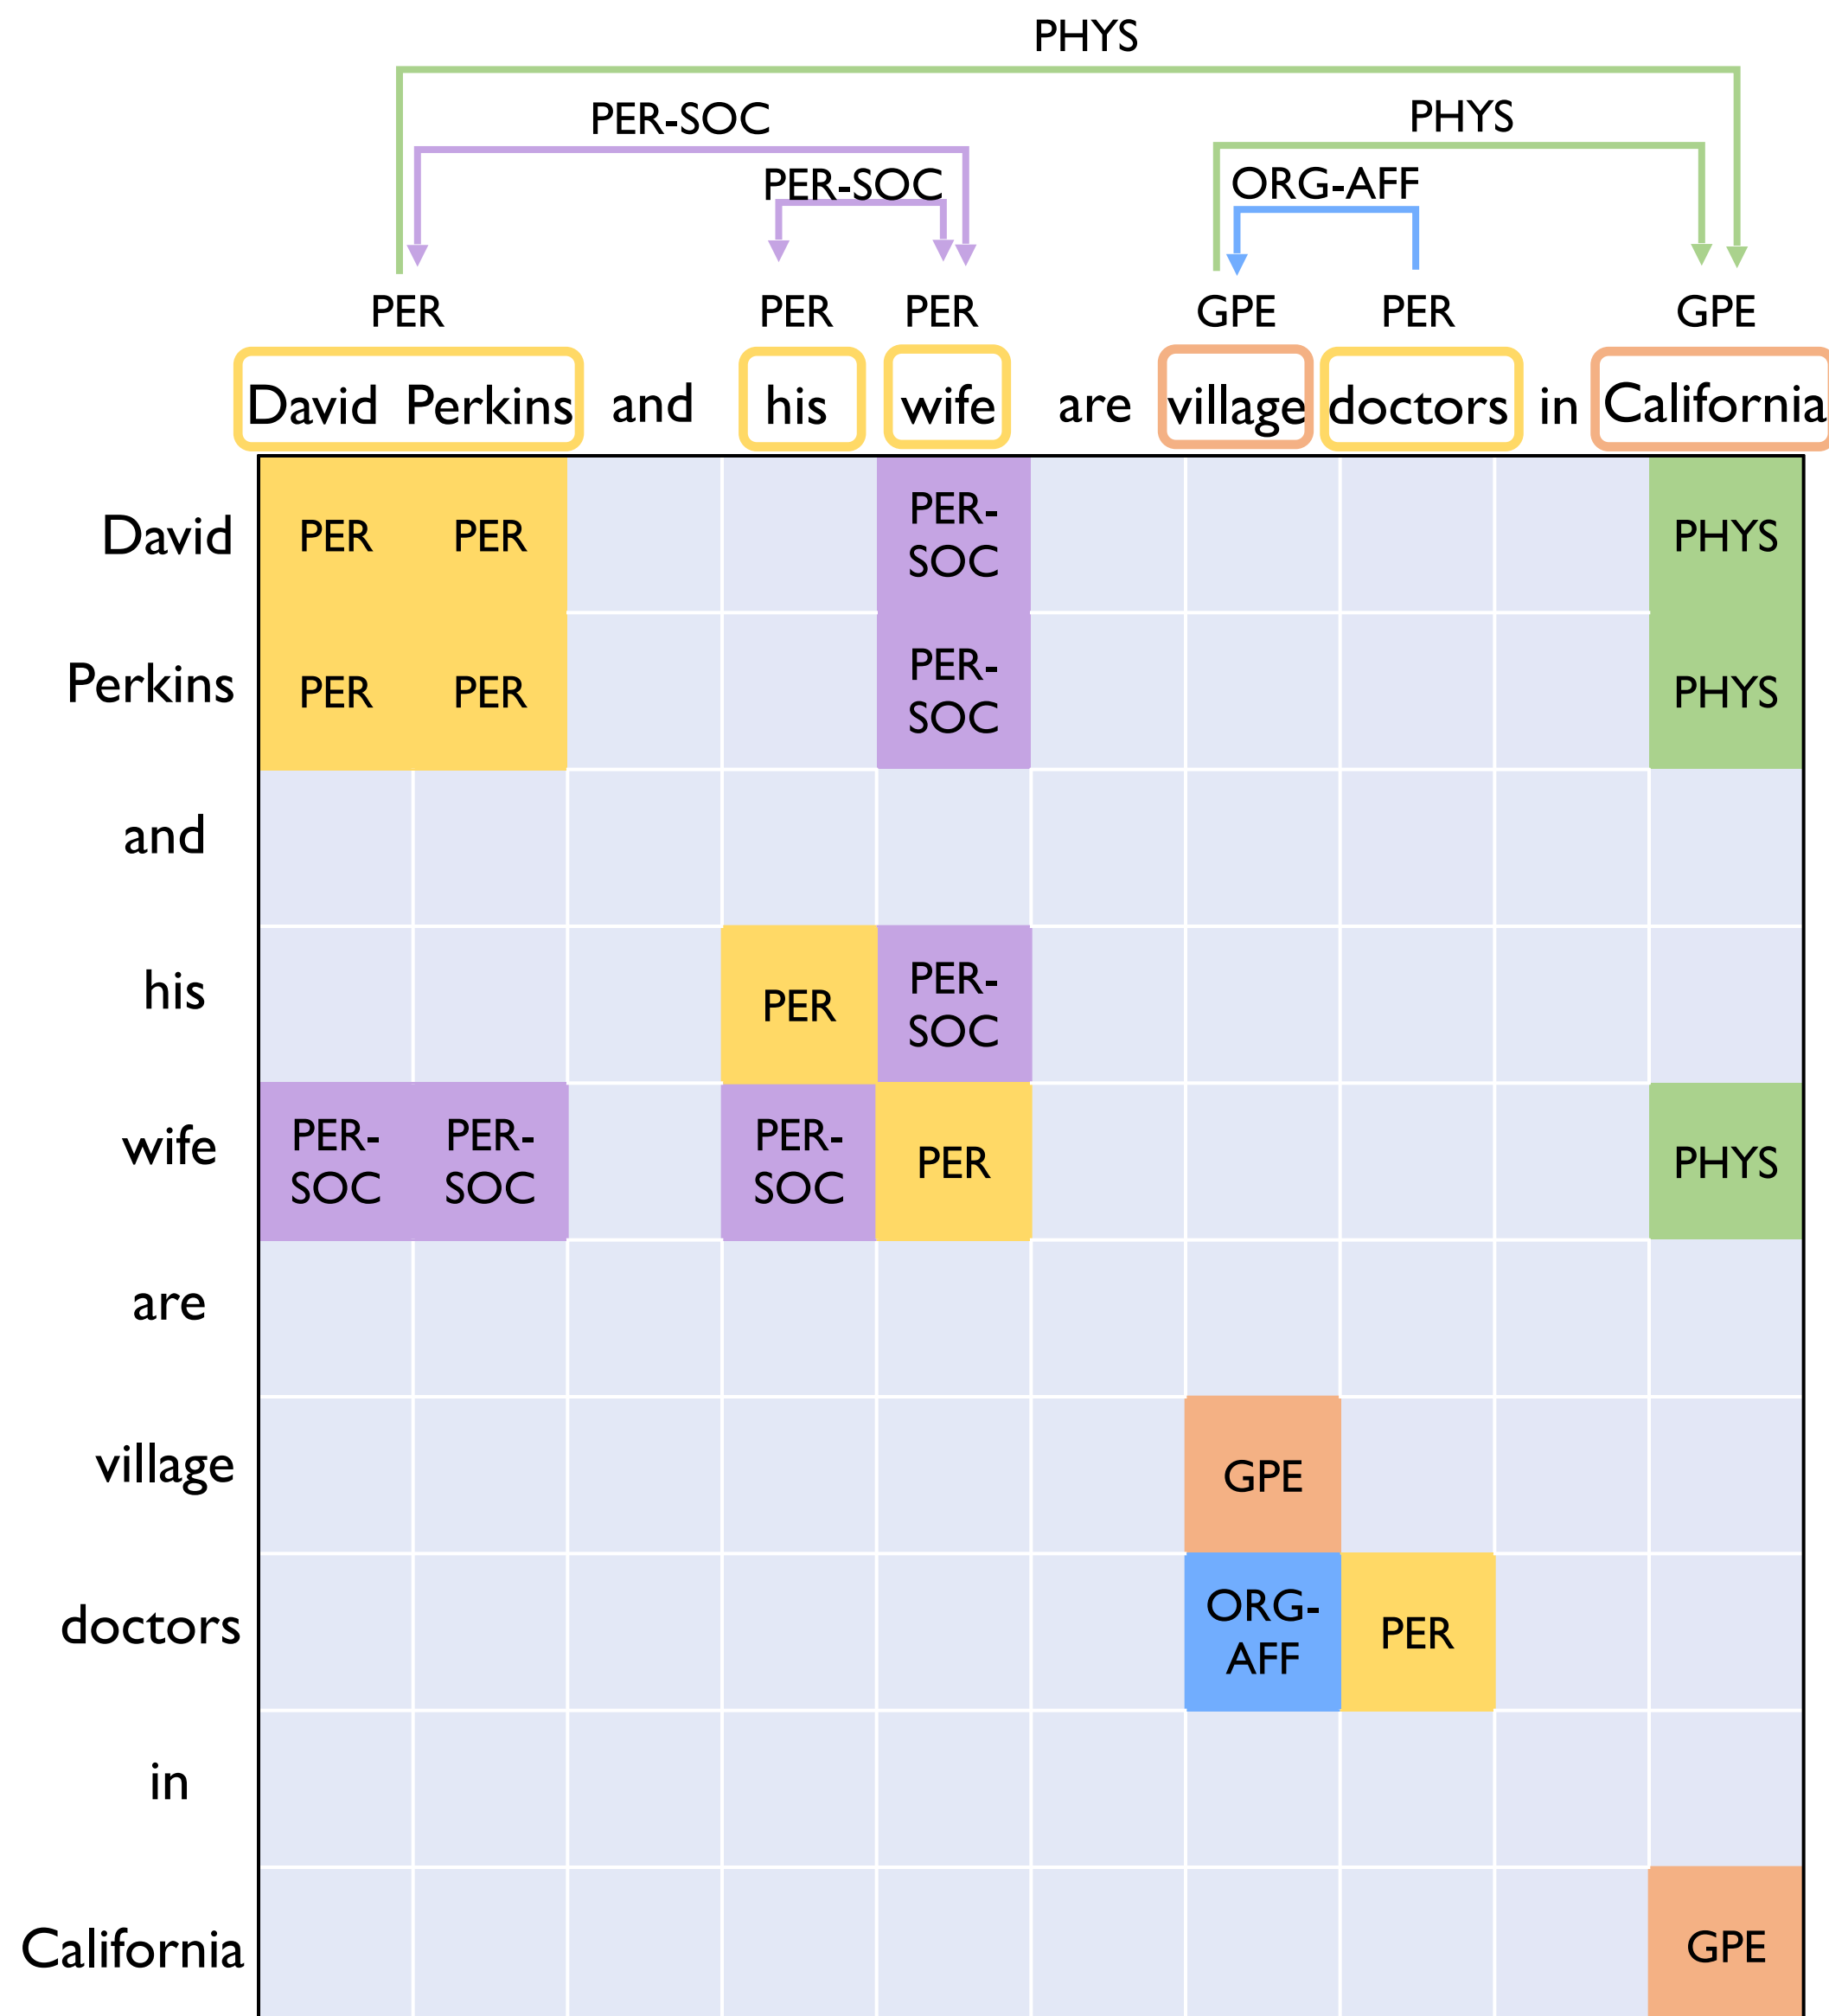 PHYS
PER-SOC PHYS
PER-SOC ORG-AFF
PER PER PER GPE PER GPE
David Perkins and his wife are village doctors in California
David PER PER PER-SOC PHYS
Perkins PER PER PER-SOC PHYS
and
his PER PER-SOC
wife PER-SOC PER-SOC PER-SOC PER PHYS
are
village GPE
doctors ORG-AFF PER
in
California GPE